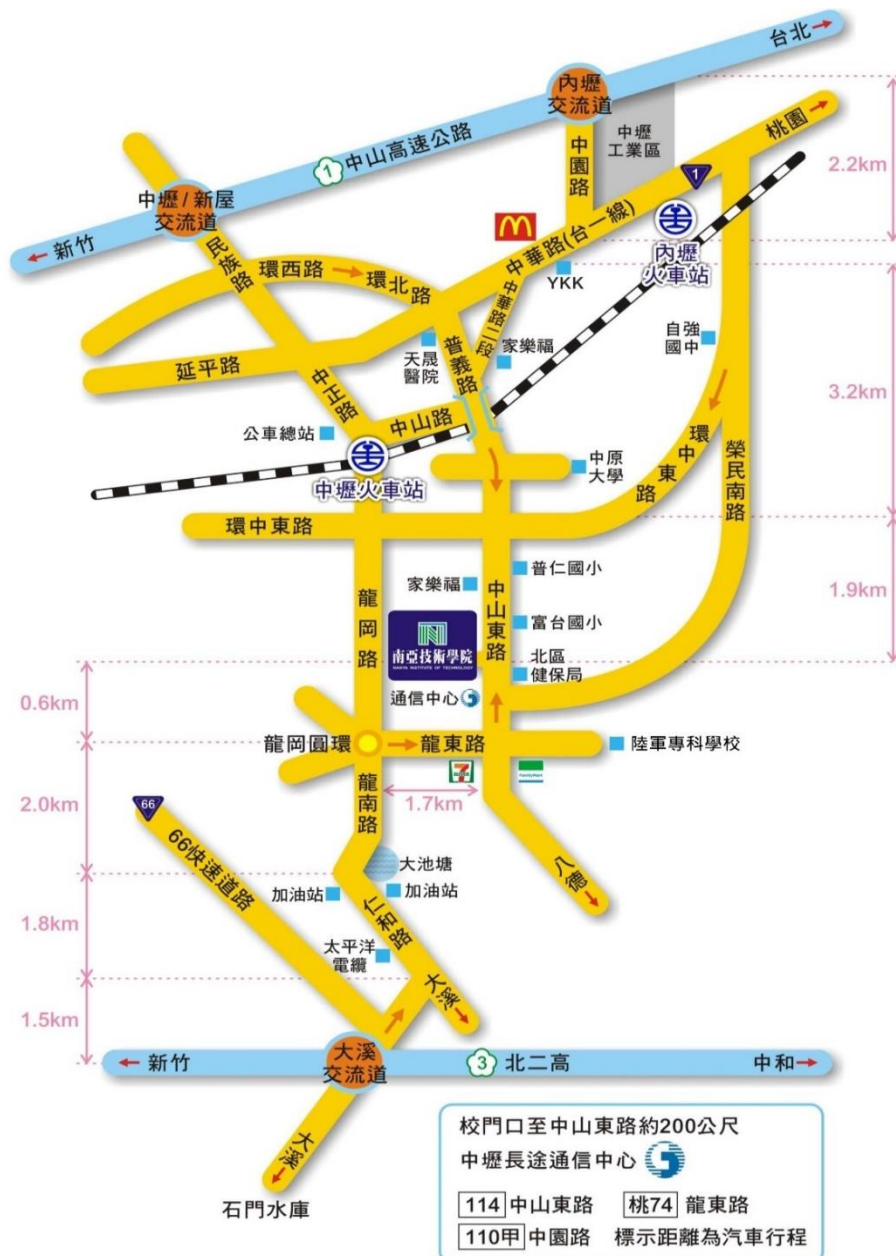 台北
內壢
交流道
中壢
工業區
桃園
中園路
1
中山高速公路
1
2.2km
中壢/新屋
交流道
新竹
民族路
環西路
環北路
中華路(台一線)
內壢
火車站
YKK
中華路二段
自強
國中
3.2km
延平路
天晟
醫院
普義路
家樂福
中正路
中山路
公車總站
中壢火車站
中原
大學
環中東路
榮民南路
環中東路
普仁國小
家樂福
中山東路
1.9km
龍岡路
富台國小
南亞技術學院
NANYA INSTITUTE OF TECHNOLOGY
北區
健保局
0.6km
通信中心
龍岡圓環
龍東路
陸軍專科學校
7
ELEVEN
FamilyMart
2.0km
龍南路
1.7km
66
66快速道路
大池塘
八德
加油站
加油站
仁和路
1.8km
太平洋
電纜
大溪
1.5km
新竹
大溪
交流道
3
北二高
中和
大溪
石門水庫
校門口至中山東路約200公尺
中壢長途通信中心
114 中山東路 桃74 龍東路
110甲 中園路 標示距離為汽車行程